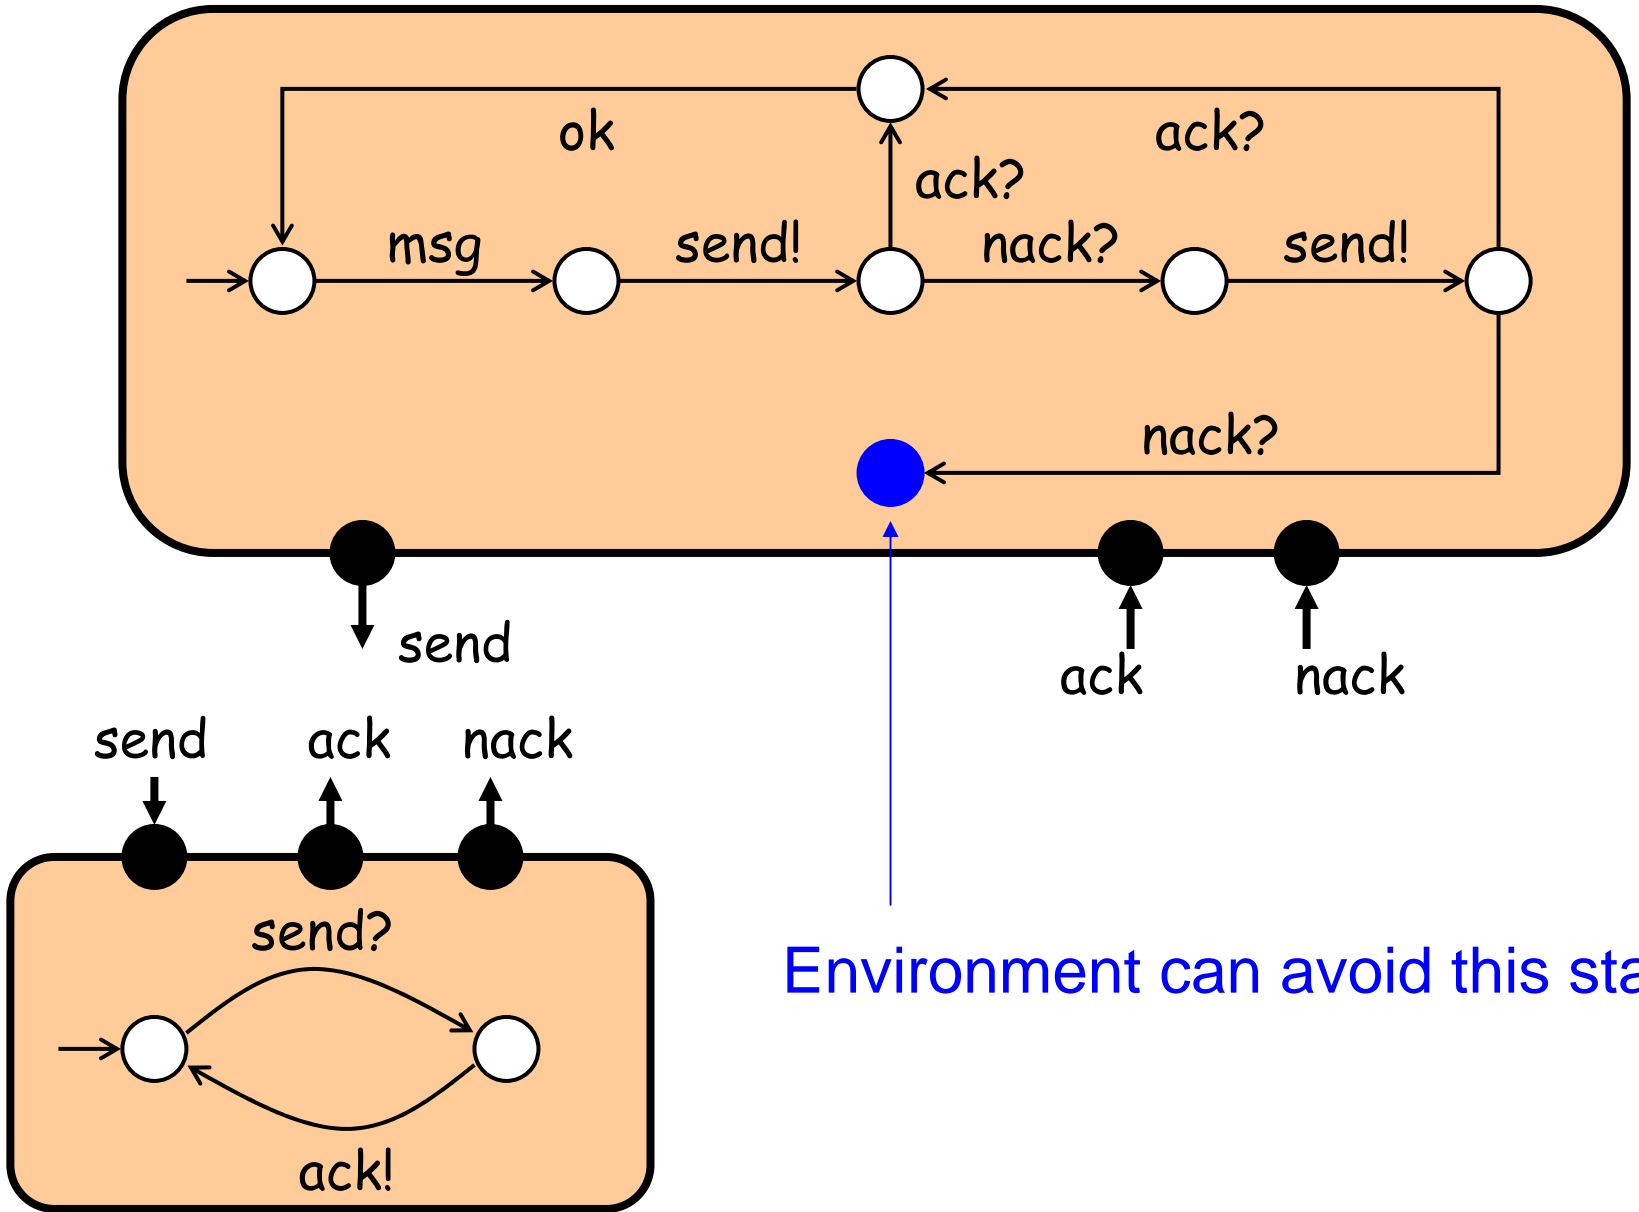 ok
ack?
ack?
msg
send!
nack?
send!
nack?
send
ack
nack
send
ack
nack
send?
Environment can avoid this sta
ack!